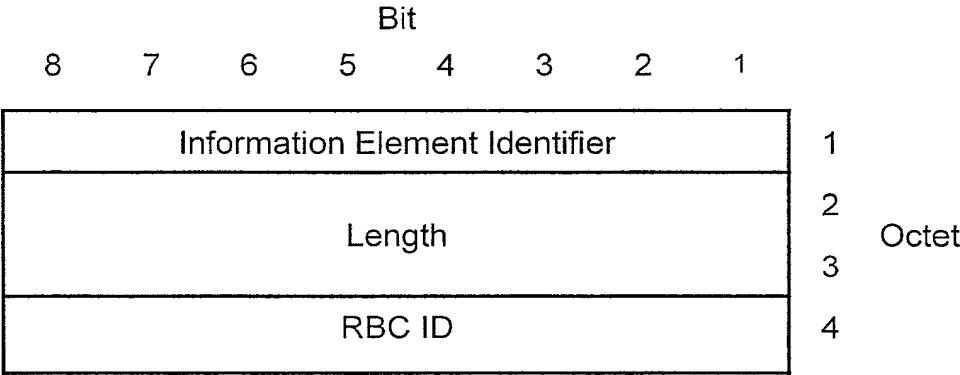 Bit
8 7 6 5 4 3 2 1
Information Element Identifier 1
2
Length Octet
3
RBC ID 4